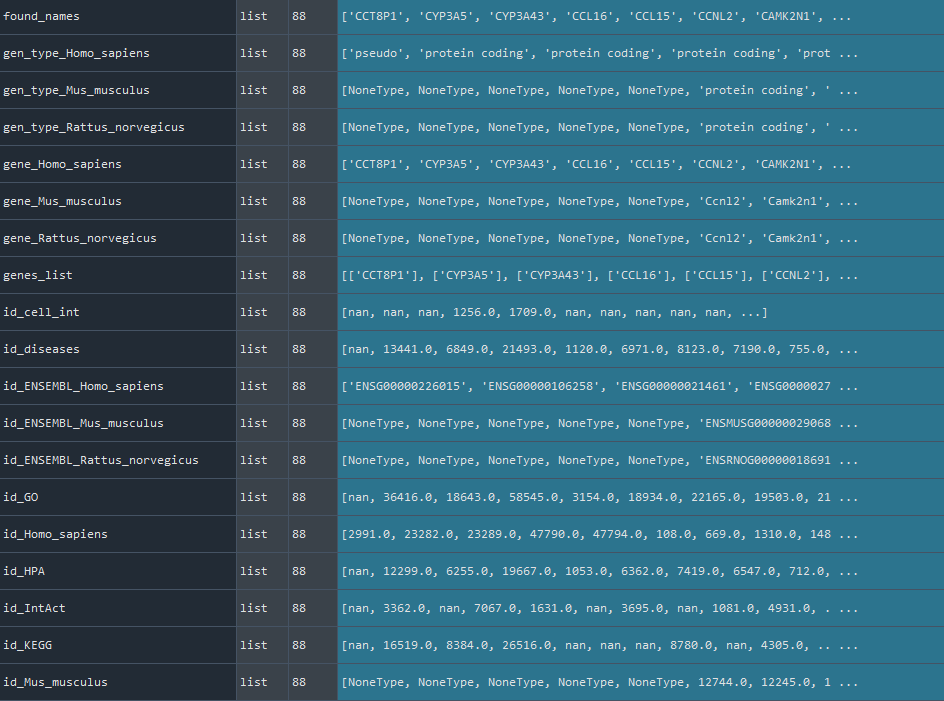 found_names list 88 ['CCT8P1', 'CYP3A5', 'CYP3A43', 'CCL16', 'CCL15', 'CCNL2', 'CAMK2N1', ...
gen_type_Homo_sapiens list 88 ['pseudo', 'protein coding', 'protein coding', 'protein coding', 'prot ...
gen_type_Mus_musculus list 88 [NoneType, NoneType, NoneType, NoneType, NoneType, 'protein coding', ' ...
gen_type_Rattus_norvegicus list 88 [NoneType, NoneType, NoneType, NoneType, NoneType, 'protein coding', ' ...
gene_Homo_sapiens list 88 ['CCT8P1', 'CYP3A5', 'CYP3A43', 'CCL16', 'CCL15', 'CCNL2', 'CAMK2N1', ...
gene_Mus_musculus list 88 [NoneType, NoneType, NoneType, NoneType, NoneType, 'Ccnl2', 'Camk2n1', ...
gene_Rattus_norvegicus list 88 [NoneType, NoneType, NoneType, NoneType, NoneType, 'Ccnl2', 'Camk2n1', ...
genes_list list 88 [['CCT8P1'], ['CYP3A5'], ['CYP3A43'], ['CCL16'], ['CCL15'], ['CCNL2'], ...
id_cell_int list 88 [nan, nan, nan, 1256.0, 1709.0, nan, nan, nan, nan, nan, ...]
id_diseases list 88 [nan, 13441.0, 6849.0, 21493.0, 1120.0, 6971.0, 8123.0, 7190.0, 755.0, ...
id_ENSEMBL_Homo_sapiens list 88 ['ENSG00000226015', 'ENSG00000106258', 'ENSG00000021461', 'ENSG0000027 ...
id_ENSEMBL_Mus_musculus list 88 [NoneType, NoneType, NoneType, NoneType, NoneType, 'ENSMUSG00000029068 ...
id_ENSEMBL_Rattus_norvegicus list 88 [NoneType, NoneType, NoneType, NoneType, NoneType, 'ENSRNOG00000018691 ...
id_GO list 88 [nan, 36416.0, 18643.0, 58545.0, 3154.0, 18934.0, 22165.0, 19503.0, 21 ...
id_Homo_sapiens list 88 [2991.0, 23282.0, 23289.0, 47790.0, 47794.0, 108.0, 669.0, 1310.0, 148 ...
id_HPA list 88 [nan, 12299.0, 6255.0, 19667.0, 1053.0, 6362.0, 7419.0, 6547.0, 712.0, ...
id_IntAct list 88 [nan, 3362.0, nan, 7067.0, 1631.0, nan, 3695.0, nan, 1081.0, 4931.0, . ...
id_KEGG list 88 [nan, 16519.0, 8384.0, 26516.0, nan, nan, nan, 8780.0, nan, 4305.0, .. ...
id_Mus_musculus list 88 [NoneType, NoneType, NoneType, NoneType, NoneType, 12744.0, 12245.0, 1 ...